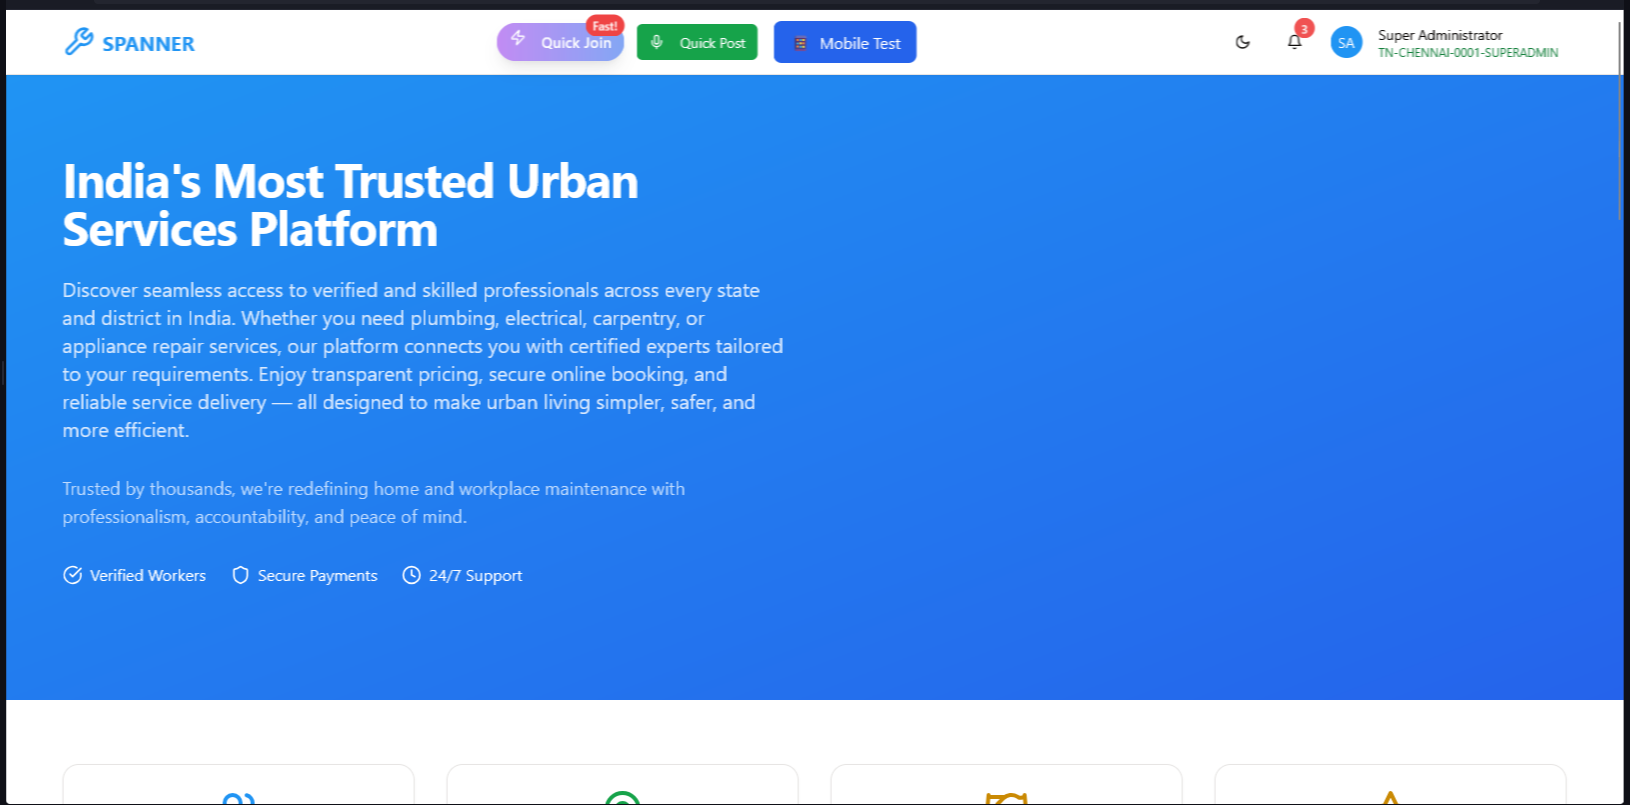 SPANNER
Quick Join
Fast!
Quick Post
Mobile Test
3
SA
Super Administrator
TN-CHENNAI-0001-SUPERADMIN
India's Most Trusted Urban
Services Platform
Discover seamless access to verified and skilled professionals across every state
and district in India. Whether you need plumbing, electrical, carpentry, or
appliance repair services, our platform connects you with certified experts tailored
to your requirements. Enjoy transparent pricing, secure online booking, and
reliable service delivery — all designed to make urban living simpler, safer, and
more efficient.
Trusted by thousands, we're redefining home and workplace maintenance with
professionalism, accountability, and peace of mind.
Verified Workers
Secure Payments
24/7 Support